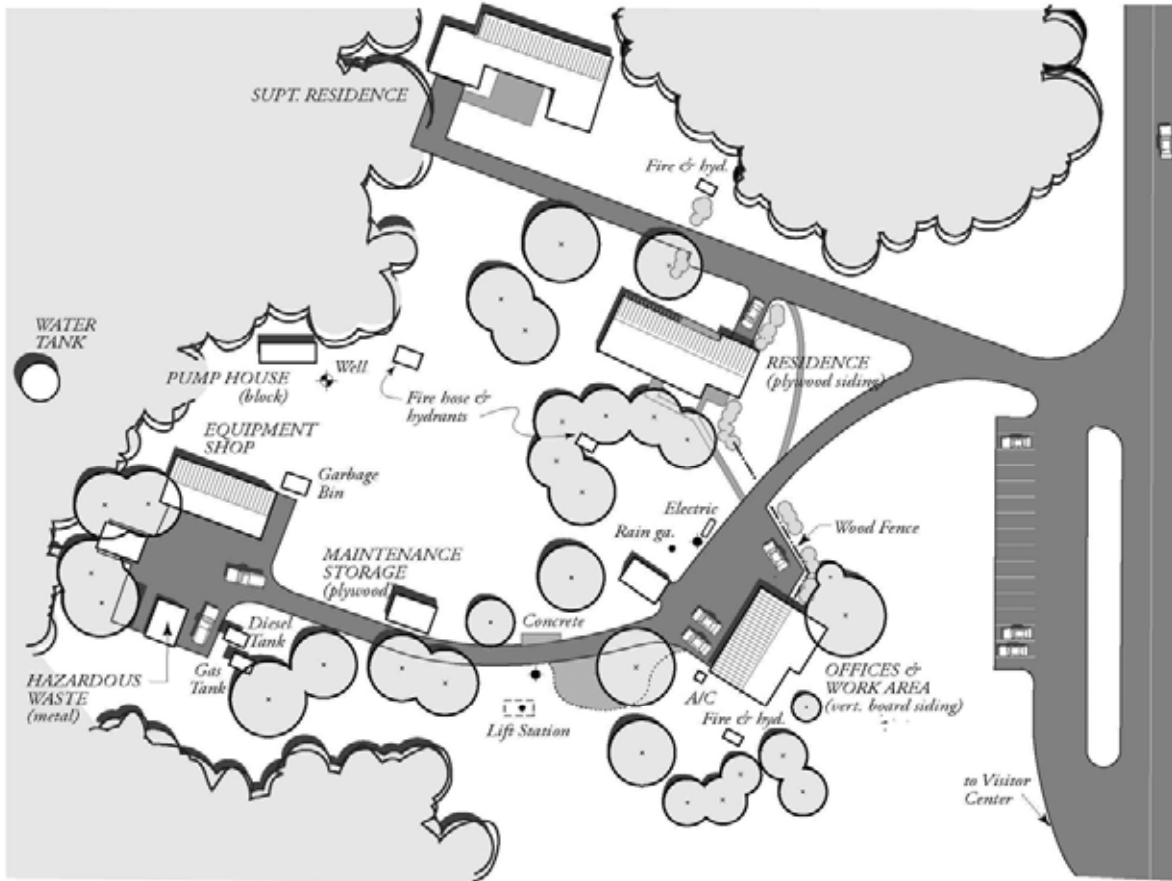 SUPT. RESIDENCE
Fire & hyd.
WATER
TANK
PUMP HOUSE
(block)
Well
Fire hose &
hydrants
RESIDENCE
(plywood siding)
EQUIPMENT
SHOP
Garbage
Bin
Electric
Rain ga.
Wood Fence
MAINTENANCE
STORAGE
(plywood)
Concrete
Diesel
Tank
Gas
Tank
HAZARDOUS
WASTE
(metal)
Lift Station
A/C
Fire & hyd.
OFFICES &
WORK AREA
(vert. board siding)
to Visitor
Center